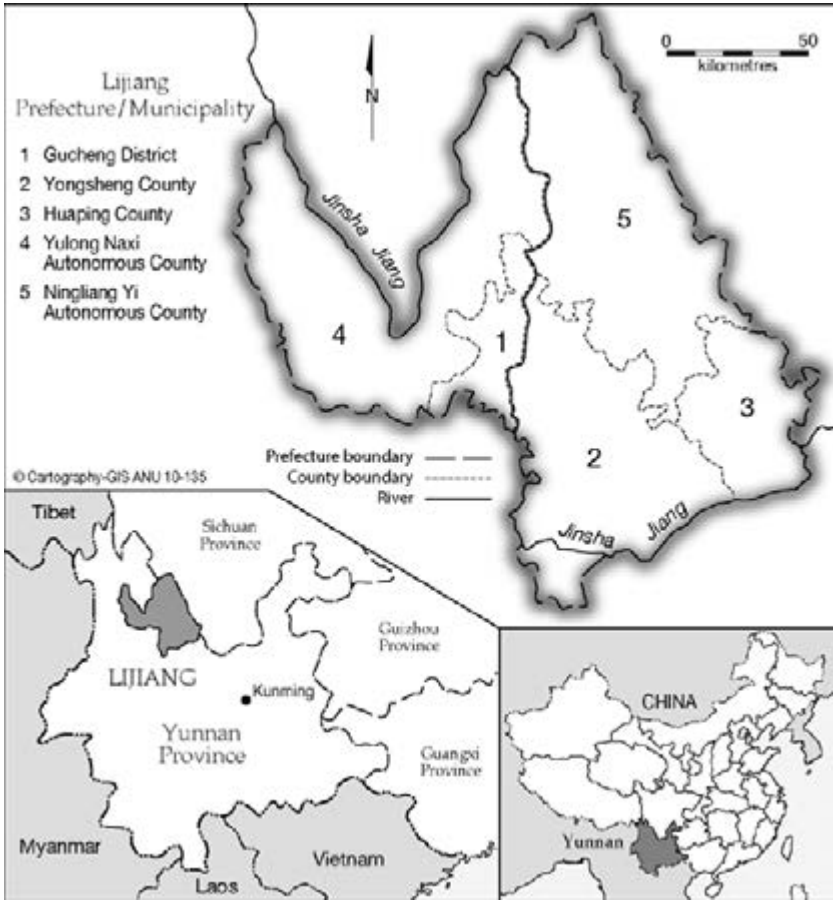 Lijiang
Prefecture/Municipality
1 Gucheng District
2 Yongsheng County
3 Huaping County
4 Yulong Naxi
Autonomous County
5 Ningliang Yi
Autonomous County
N
0 50
kilometres
Jinsha Jiang
5
4
1
3
2
Prefecture boundary
County boundary
River
Jinsha Jiang
© Cartography-GIS ANU 10-135
Tibet
Sichuan
Province
Guizhou
Province
LIJIANG
Kunming
Yunnan
Province
Guangxi
Province
Myanmar
Vietnam
Laos
CHINA
Yunnan